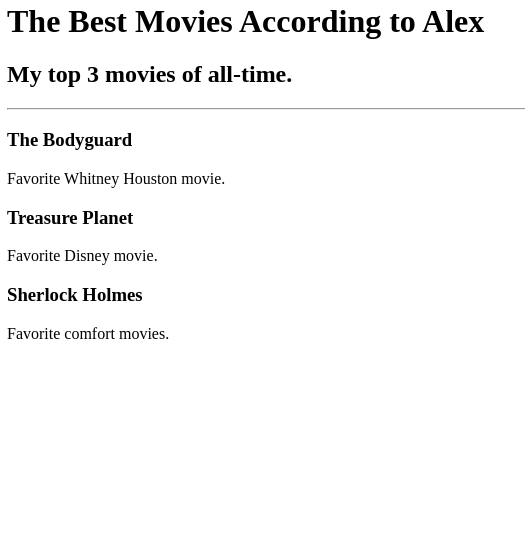 The Best Movies According to Alex
My top 3 movies of all-time.
The Bodyguard
Favorite Whitney Houston movie.
Treasure Planet
Favorite Disney movie.
Sherlock Holmes
Favorite comfort movies.